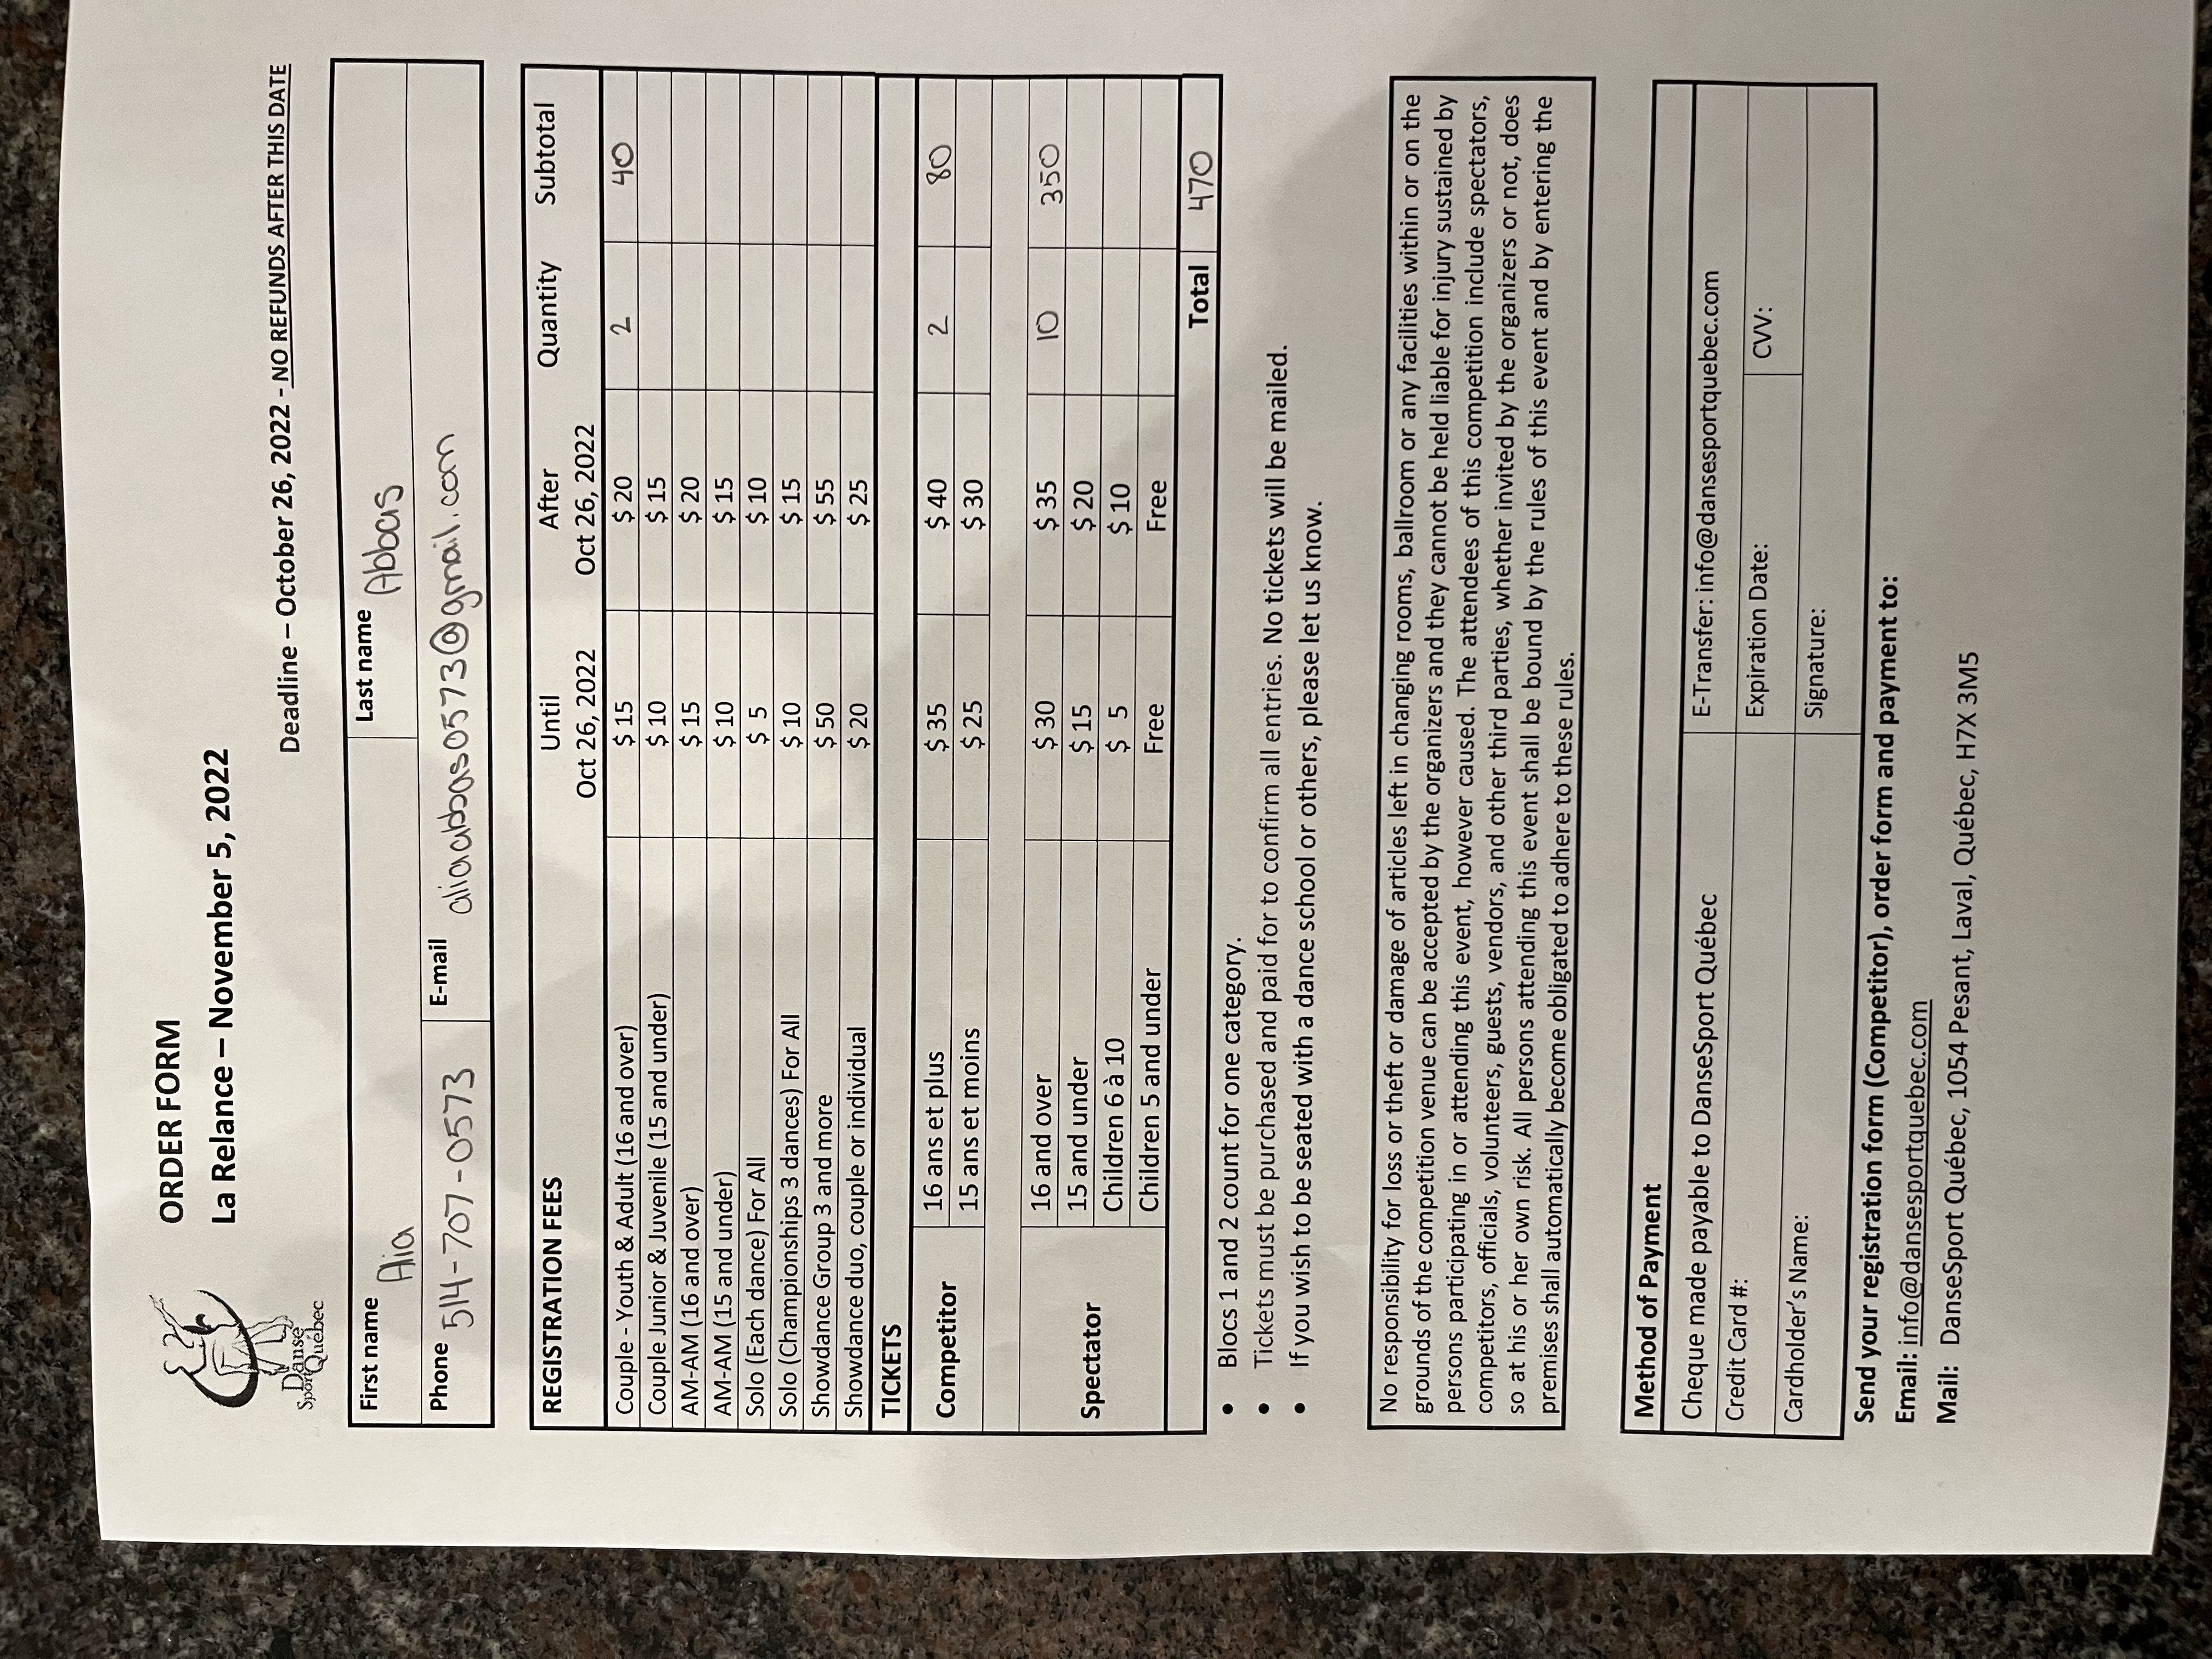 Danse
Sport Québec
ORDER FORM
La Relance – November 5, 2022
Deadline – October 26, 2022 - NO REFUNDS AFTER THIS DATE
First name Alia Last name Abbas
Phone 514-707-0573 E-mail aliaabbas0573@gmail.com
REGISTRATION FEES Until Oct 26, 2022 After Oct 26, 2022 Quantity Subtotal
Couple - Youth & Adult (16 and over) $ 15 $ 20 2 40
Couple Junior & Juvenile (15 and under) $ 10 $ 15
AM-AM (16 and over) $ 15 $ 20
AM-AM (15 and under) $ 10 $ 15
Solo (Each dance) For All $ 5 $ 10
Solo (Championships 3 dances) For All $ 10 $ 15
Showdance Group 3 and more $ 50 $ 55
Showdance duo, couple or individual $ 20 $ 25
TICKETS
Competitor
16 ans et plus $ 35 $ 40 2 80
15 ans et moins $ 25 $ 30
Spectator
16 and over $ 30 $ 35 10 350
15 and under $ 15 $ 20
Children 6 à 10 $ 5 $ 10
Children 5 and under Free Free
Total 470
• Blocs 1 and 2 count for one category.
• Tickets must be purchased and paid for to confirm all entries. No tickets will be mailed.
• If you wish to be seated with a dance school or others, please let us know.
No responsibility for loss or theft or damage of articles left in changing rooms, ballroom or any facilities within or on the
grounds of the competition venue can be accepted by the organizers and they cannot be held liable for injury sustained by
persons participating in or attending this event, however caused. The attendees of this competition include spectators,
competitors, officials, volunteers, guests, vendors, and other third parties, whether invited by the organizers or not, does
so at his or her own risk. All persons attending this event shall be bound by the rules of this event and by entering the
premises shall automatically become obligated to adhere to these rules.
Method of Payment
Cheque made payable to DanseSport Québec E-Transfer: info@dansesportquebec.com
Credit Card #: Expiration Date: CVV:
Cardholder's Name: Signature:
Send your registration form (Competitor), order form and payment to:
Email: info@dansesportquebec.com
Mail: DanseSport Québec, 1054 Pesant, Laval, Québec, H7X 3M5